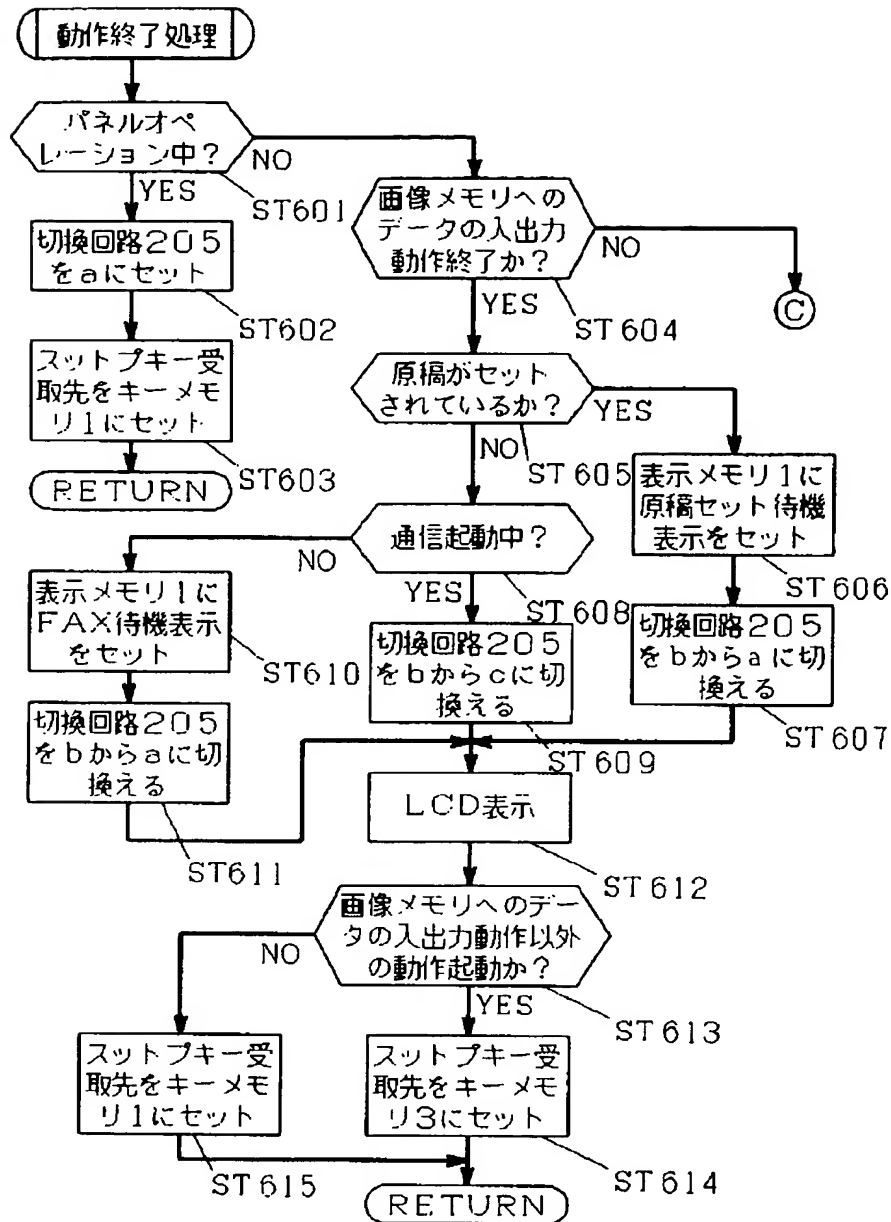 動作終了処理
パネルオペ
レーション中?
NO
YES
ST601
切換回路205
をaにセット
ST602
スットプキー受
取先をキーメモ
リ1にセット
ST603
RETURN
画像メモリへの
データの入出力
動作終了か?
NO
C
YES
ST604
原稿がセット
されているか?
YES
NO
ST605
表示メモリ1に
原稿セット待機
表示をセット
ST606
切換回路205
をbからaに切
換える
ST607
通信起動中?
NO
YES
ST608
切換回路205
をbからcに切
換える
ST609
表示メモリ1に
FAX待機表示
をセット
ST610
切換回路205
をbからaに切
換える
ST611
LCD表示
ST612
画像メモリへのデー
タの入出力動作以外
の動作起動か?
NO
YES
ST613
スットプキー受
取先をキーメモ
リ3にセット
ST614
スットプキー受
取先をキーメモ
リ1にセット
ST615
RETURN